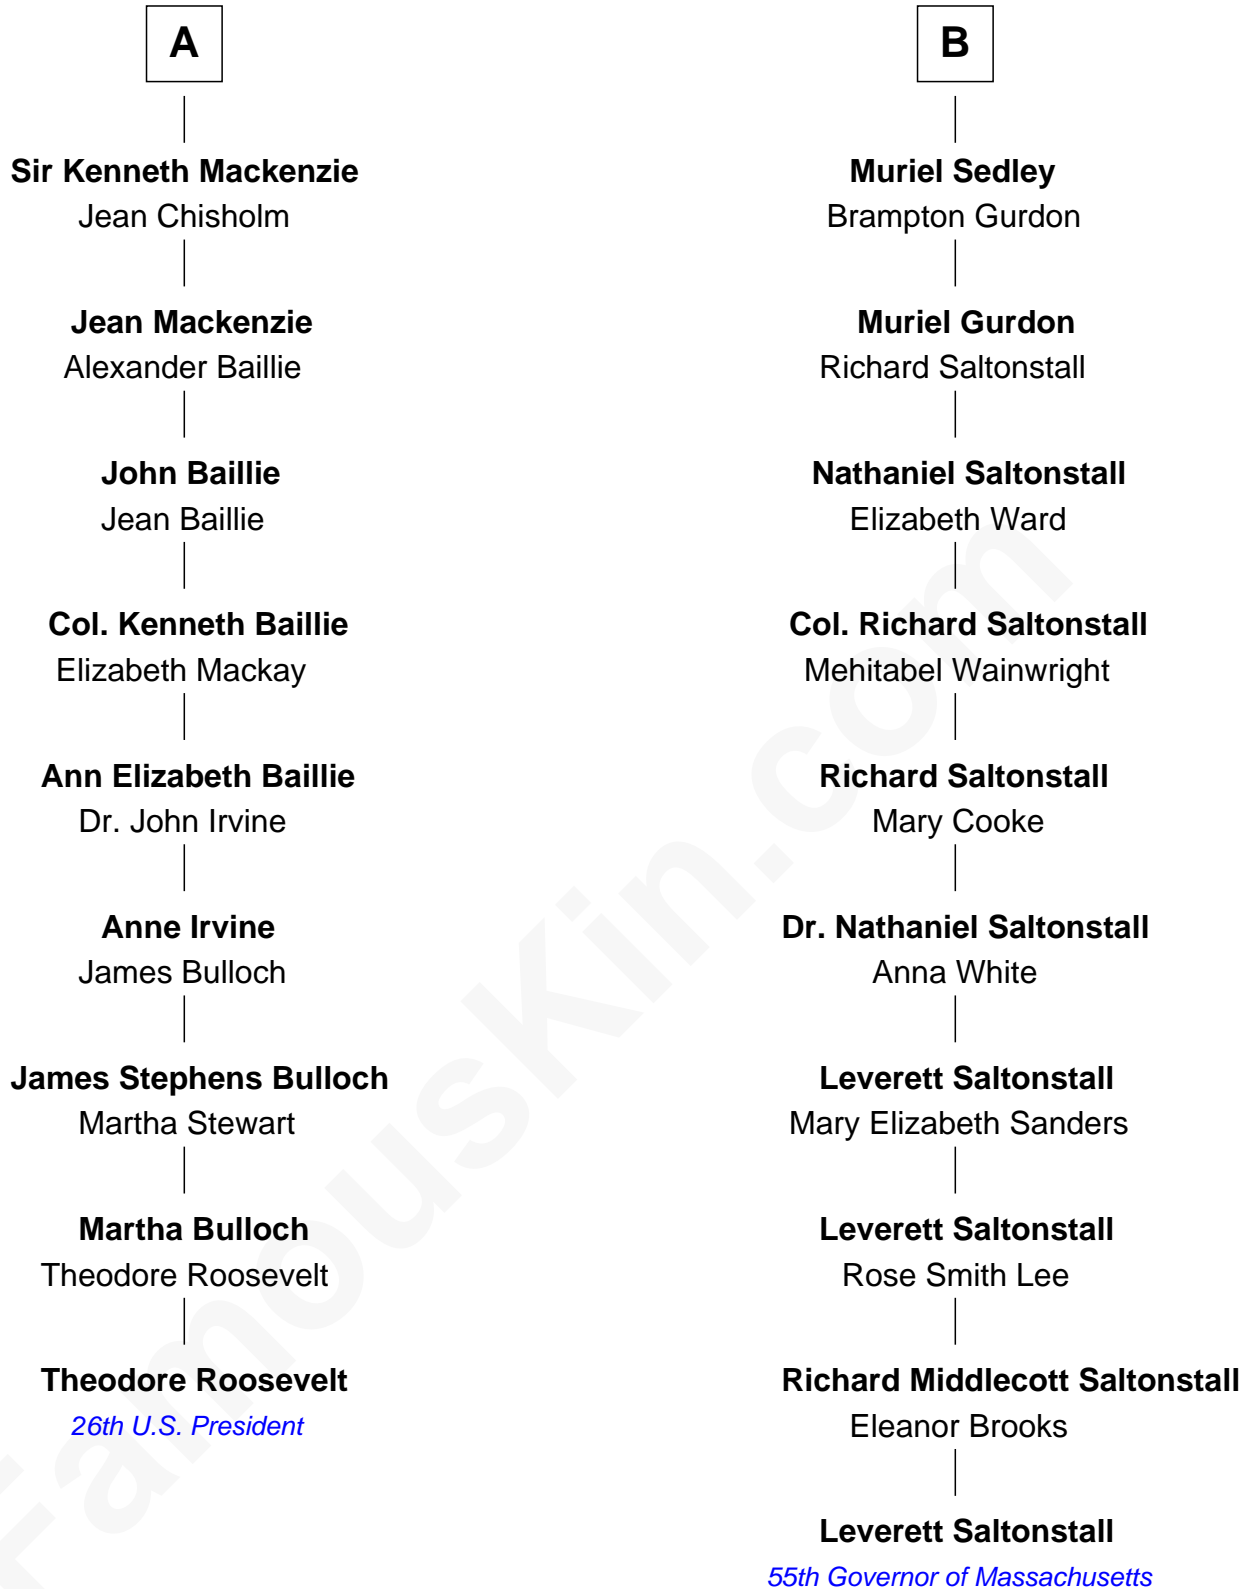 A
Sir Kenneth Mackenzie
Jean Chisholm
Jean Mackenzie
Alexander Baillie
John Baillie
Jean Baillie
Col. Kenneth Baillie
Elizabeth Mackay
Ann Elizabeth Baillie
Dr. John Irvine
Anne Irvine
James Bulloch
James Stephens Bulloch
Martha Stewart
Martha Bulloch
Theodore Roosevelt
Theodore Roosevelt
26th U.S. President
B
Muriel Sedley
Brampton Gurdon
Muriel Gurdon
Richard Saltonstall
Nathaniel Saltonstall
Elizabeth Ward
Col. Richard Saltonstall
Mehitabel Wainwright
Richard Saltonstall
Mary Cooke
Dr. Nathaniel Saltonstall
Anna White
Leverett Saltonstall
Mary Elizabeth Sanders
Leverett Saltonstall
Rose Smith Lee
Richard Middlecott Saltonstall
Eleanor Brooks
Leverett Saltonstall
55th Governor of Massachusetts
FamousKin.com